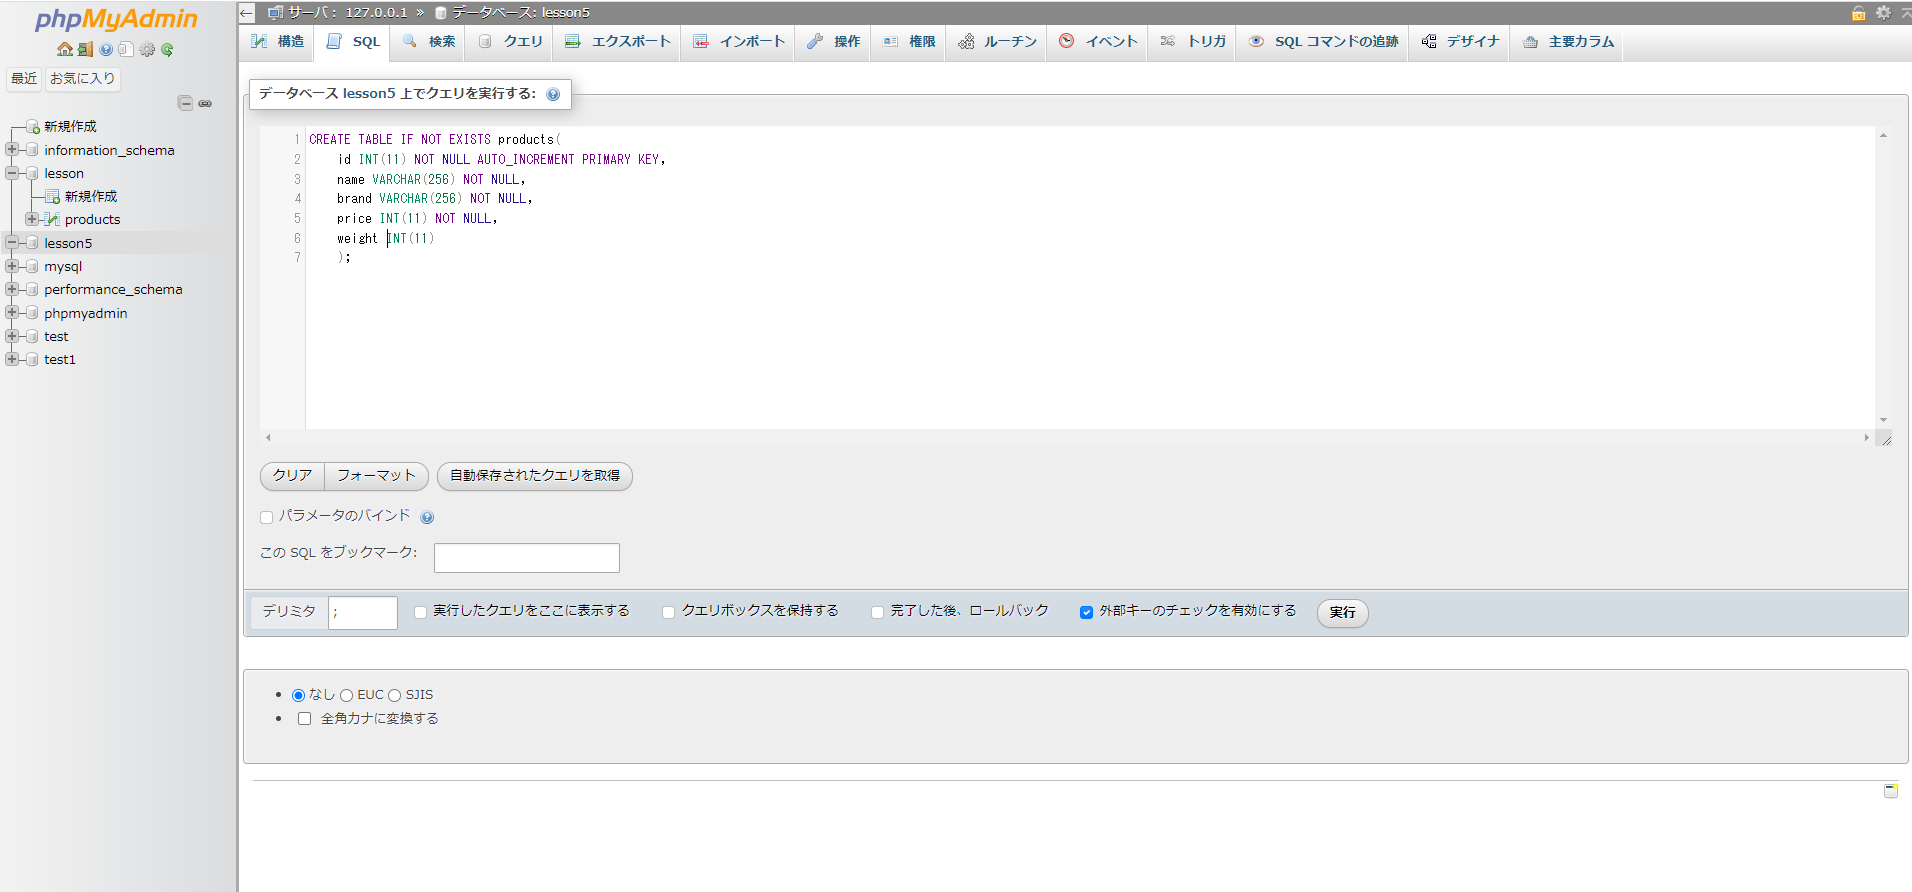 phpMyAdmin
最近 お気に入り
新規作成
information_schema
lesson
新規作成
products
lesson5
mysql
performance_schema
phpmyadmin
test
test1
サーバ: 127.0.0.1 » データベース: lesson5
構造 SQL 検索 クエリ エクスポート インポート 操作 権限 ルーチン イベント トリガ SQL コマンドの追跡 デザイナ 主要カラム
データベース lesson5 上でクエリを実行する:
1 CREATE TABLE IF NOT EXISTS products(
2 id INT(11) NOT NULL AUTO_INCREMENT PRIMARY KEY,
3 name VARCHAR(256) NOT NULL,
4 brand VARCHAR(256) NOT NULL,
5 price INT(11) NOT NULL,
6 weight INT(11)
7 );
クリア フォーマット 自動保存されたクエリを取得
パラメータのバインド
この SQL をブックマーク:
デリミタ ; 実行したクエリをここに表示する クエリボックスを保持する 完了した後、ロールバック 外部キーのチェックを有効にする 実行
なし EUC SJIS
全角カナに変換する